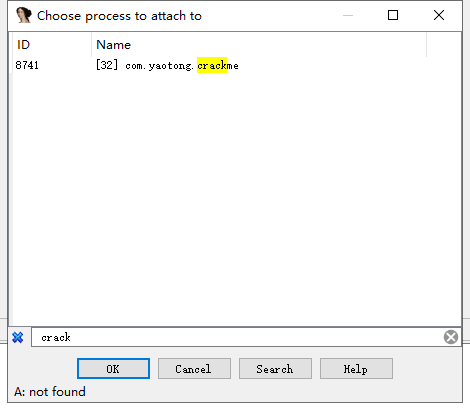 Choose process to attach to
ID Name
8741 [32] com.yaotong.crackme
crack
OK Cancel Search Help
A: not found